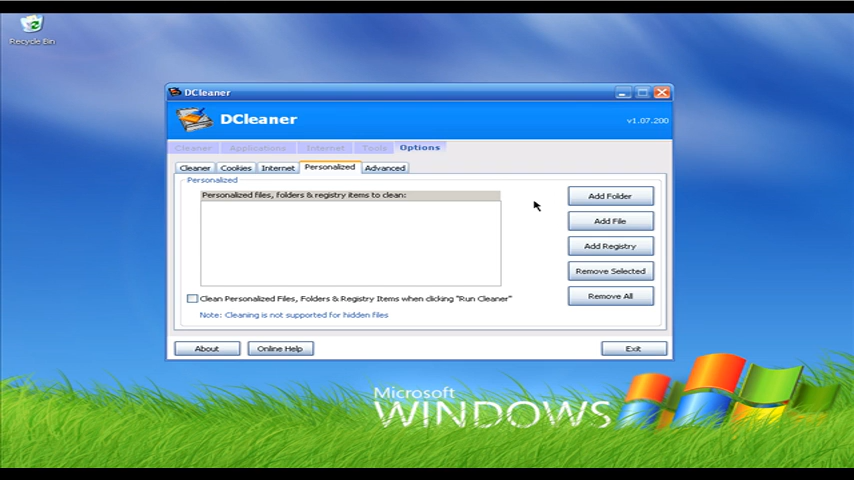 Recycle Bin
DCleaner
DCleaner
v1.07.200
Cleaner Applications Internet Tools Options
Cleaner Cookies Internet Personalized Advanced
Personalized
Personalized files, folders & registry items to clean:
Add Folder
Add File
Add Registry
Remove Selected
Remove All
Clean Personalized Files, Folders & Registry Items when clicking "Run Cleaner"
Note: Cleaning is not supported for hidden files
About Online Help Exit
Microsoft
WINDOWS